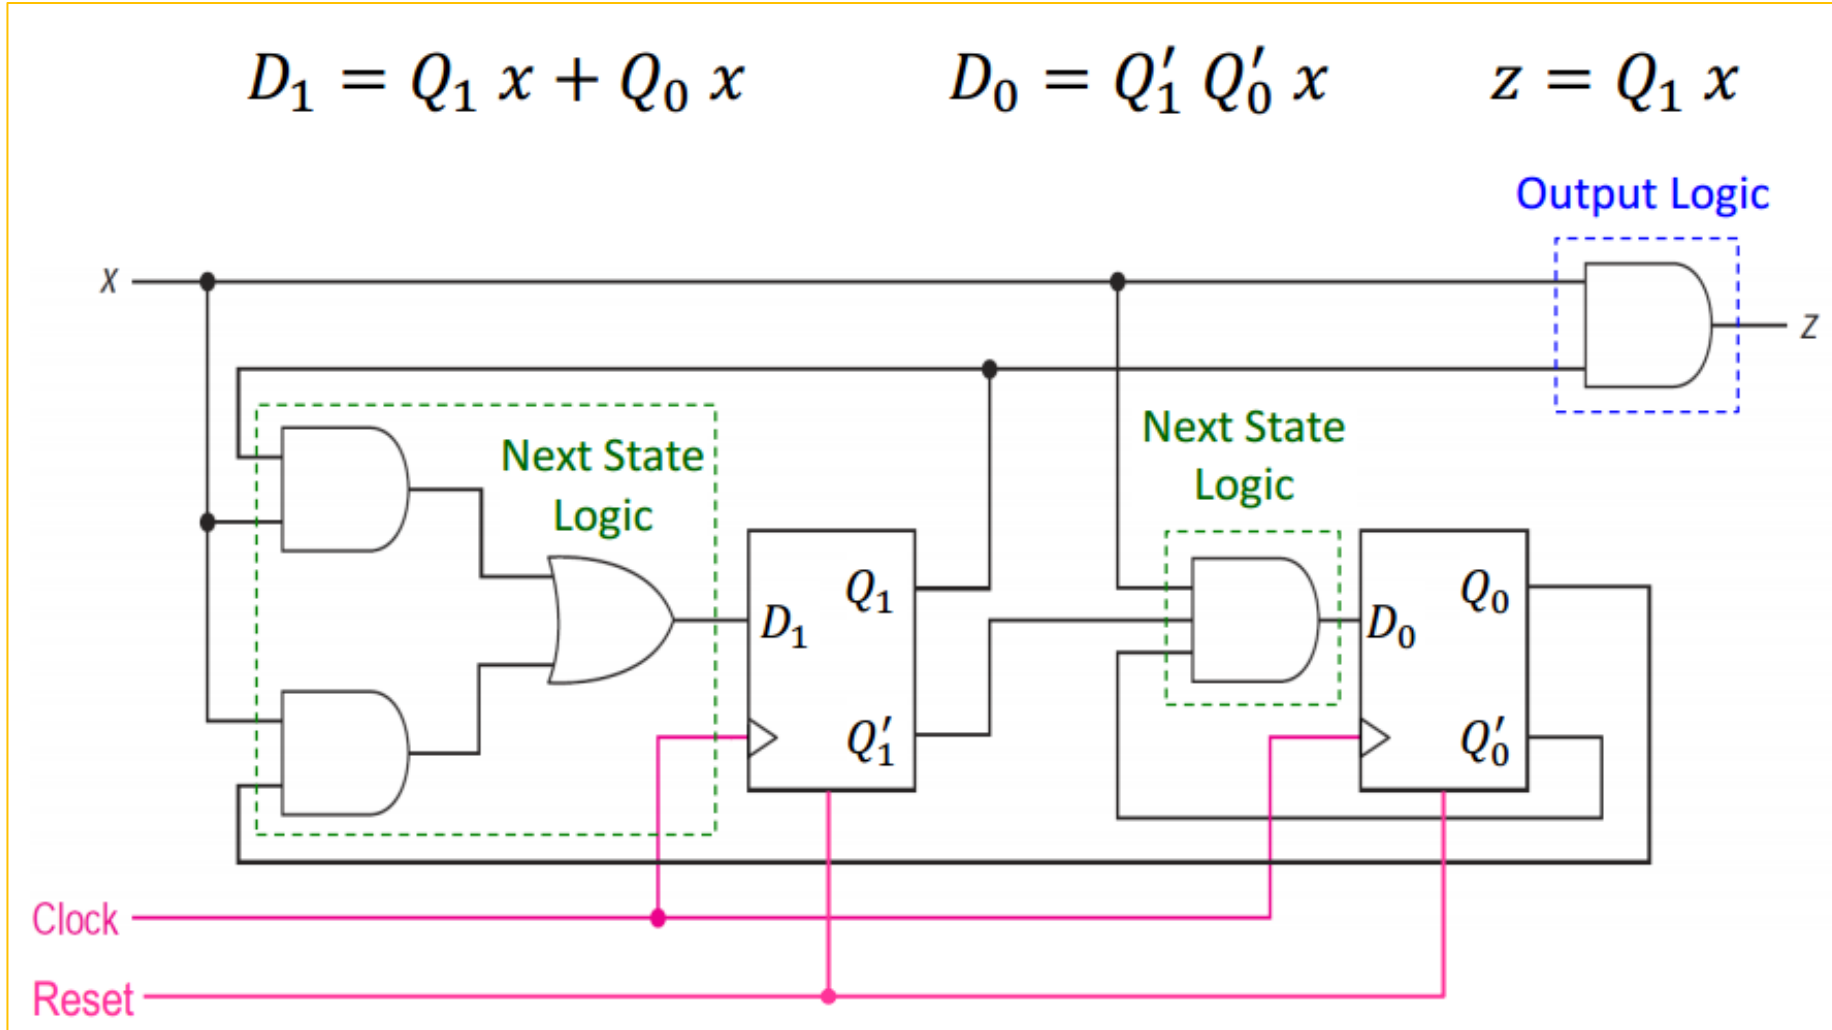 D₁ = Q₁ x + Q₀ x    D₀ = Q₁′ Q₀′ x    z = Q₁ x
Output Logic
x
z
Next State
Logic
Next State
Logic
D₁
Q₁
Q₁′
D₀
Q₀
Q₀′
Clock
Reset